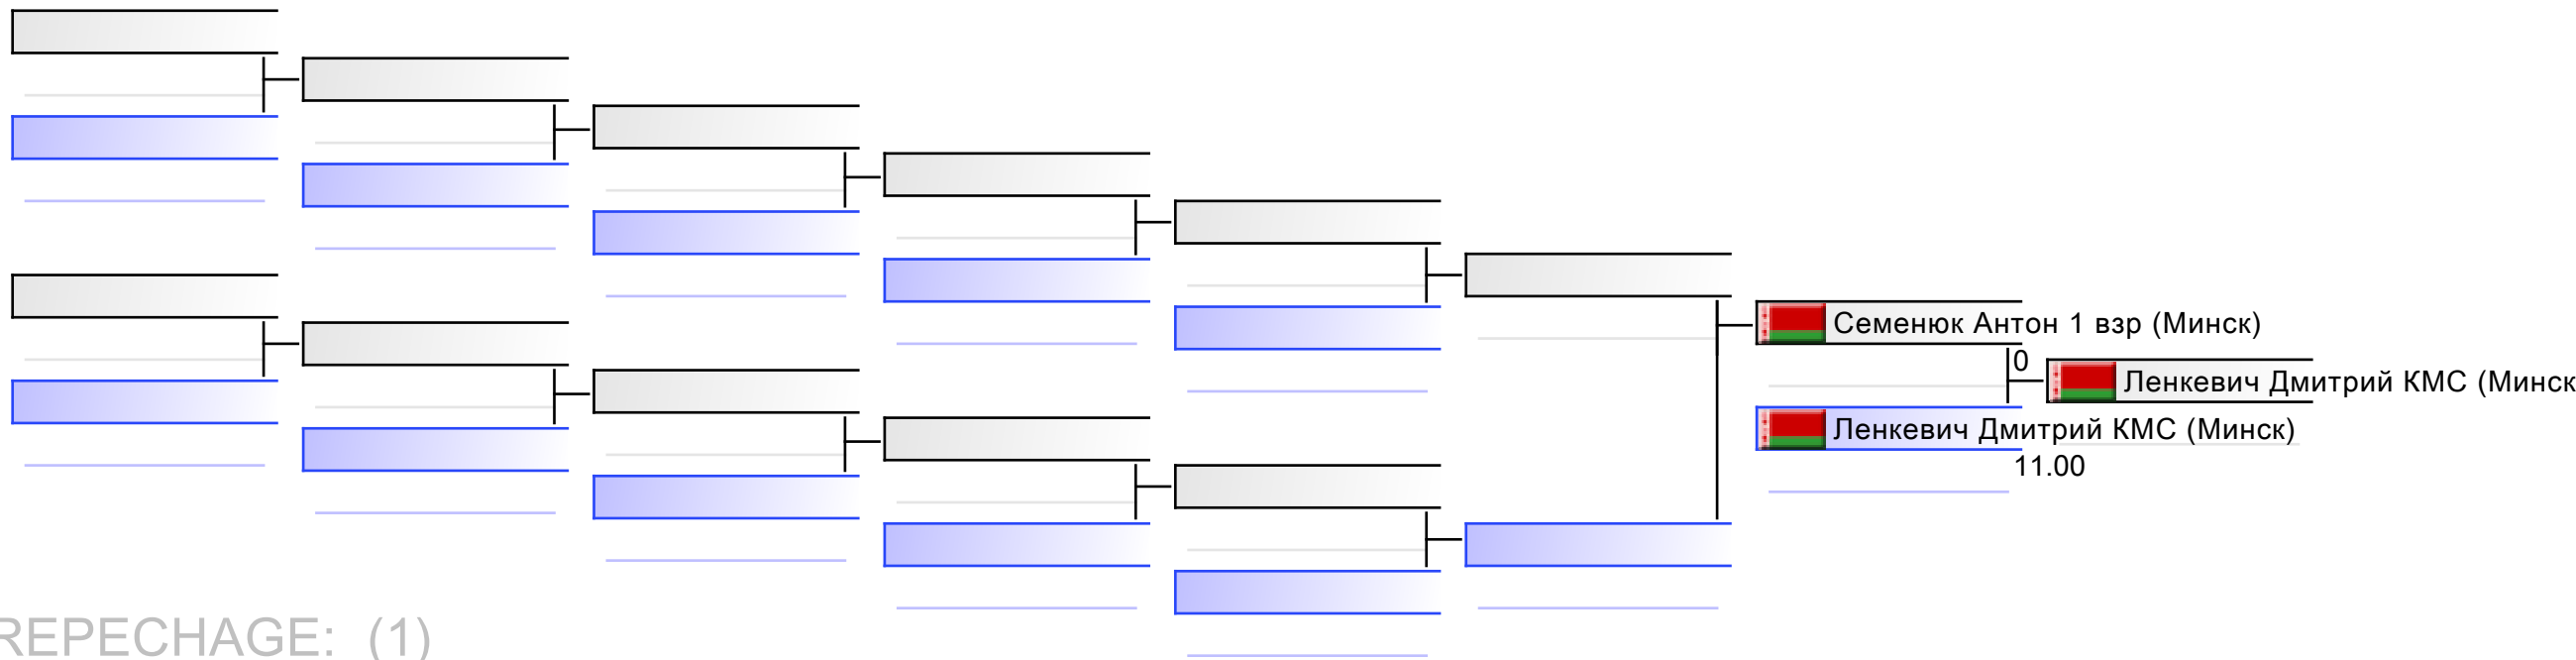 Семенюк Антон 1 взр (Минск)
0
Ленкевич Дмитрий КМС (Минск
Ленкевич Дмитрий КМС (Минск)
11.00
REPECHAGE: (1)